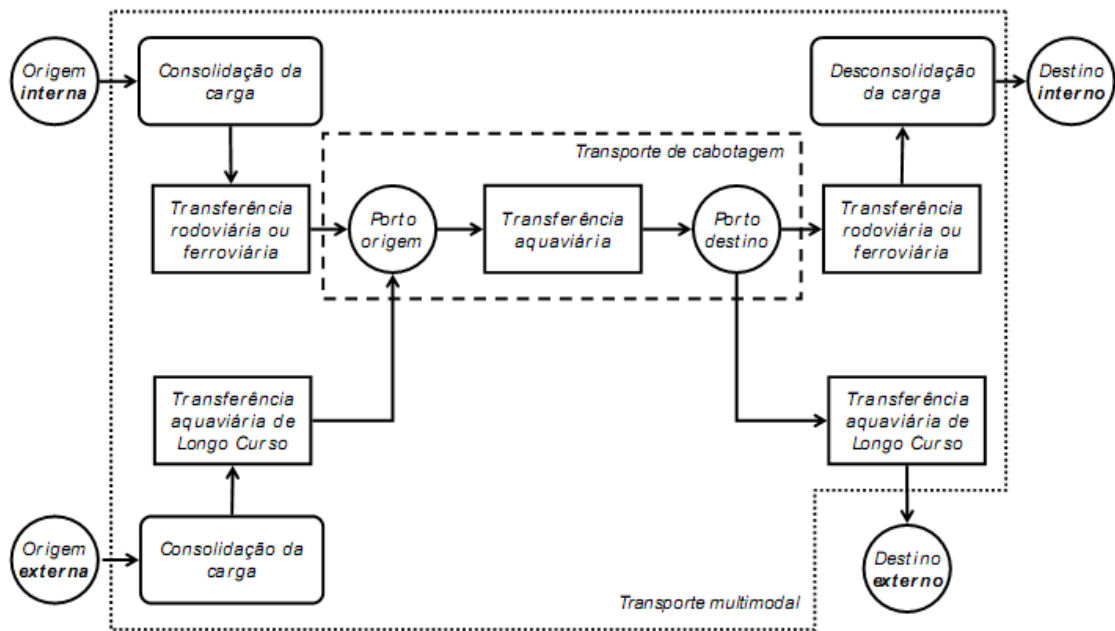 Origem
interna
Consolidação da
carga
Desconsolidação
da carga
Destino
interno
Transporte de cabotagem
Transferência
rodoviária ou
ferroviária
Porto
origem
Transferência
aquaviária
Porto
destino
Transferência
rodoviária ou
ferroviária
Transferência
aquaviária de
Longo Curso
Transferência
aquaviária de
Longo Curso
Origem
externa
Consolidação da
carga
Destino
externo
Transporte multimodal